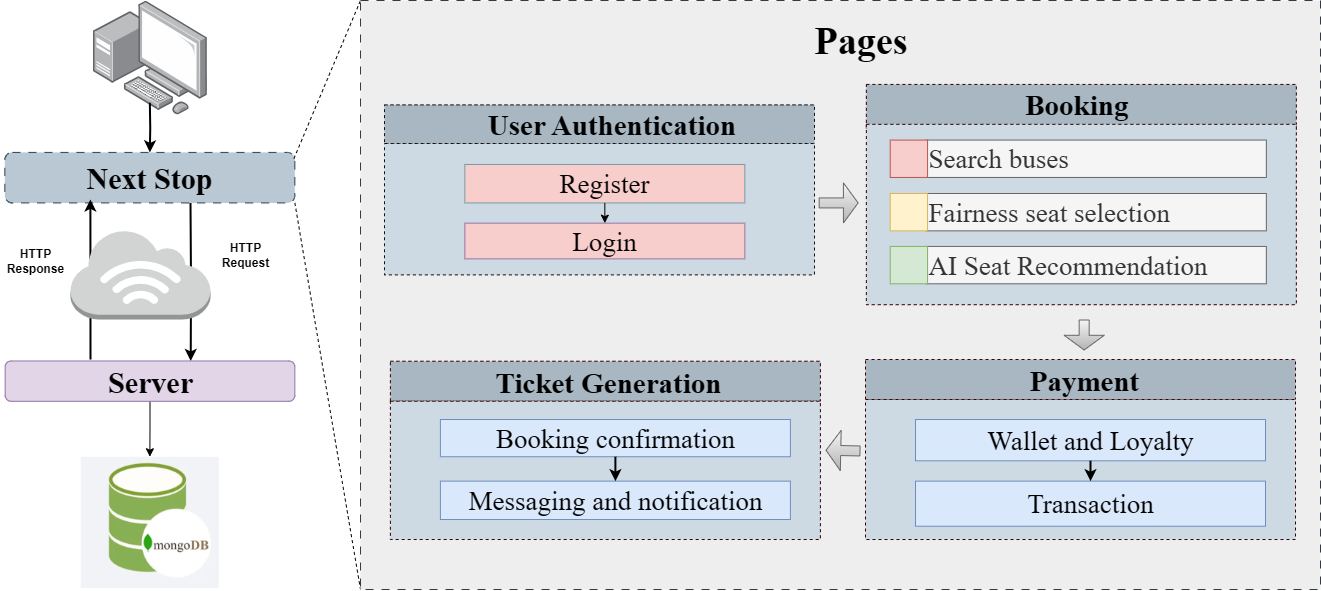 Pages
User Authentication
Register
Login
Booking
Search buses
Fairness seat selection
AI Seat Recommendation
Next Stop
HTTP
Response
HTTP
Request
Server
mongoDB
Ticket Generation
Booking confirmation
Messaging and notification
Payment
Wallet and Loyalty
Transaction